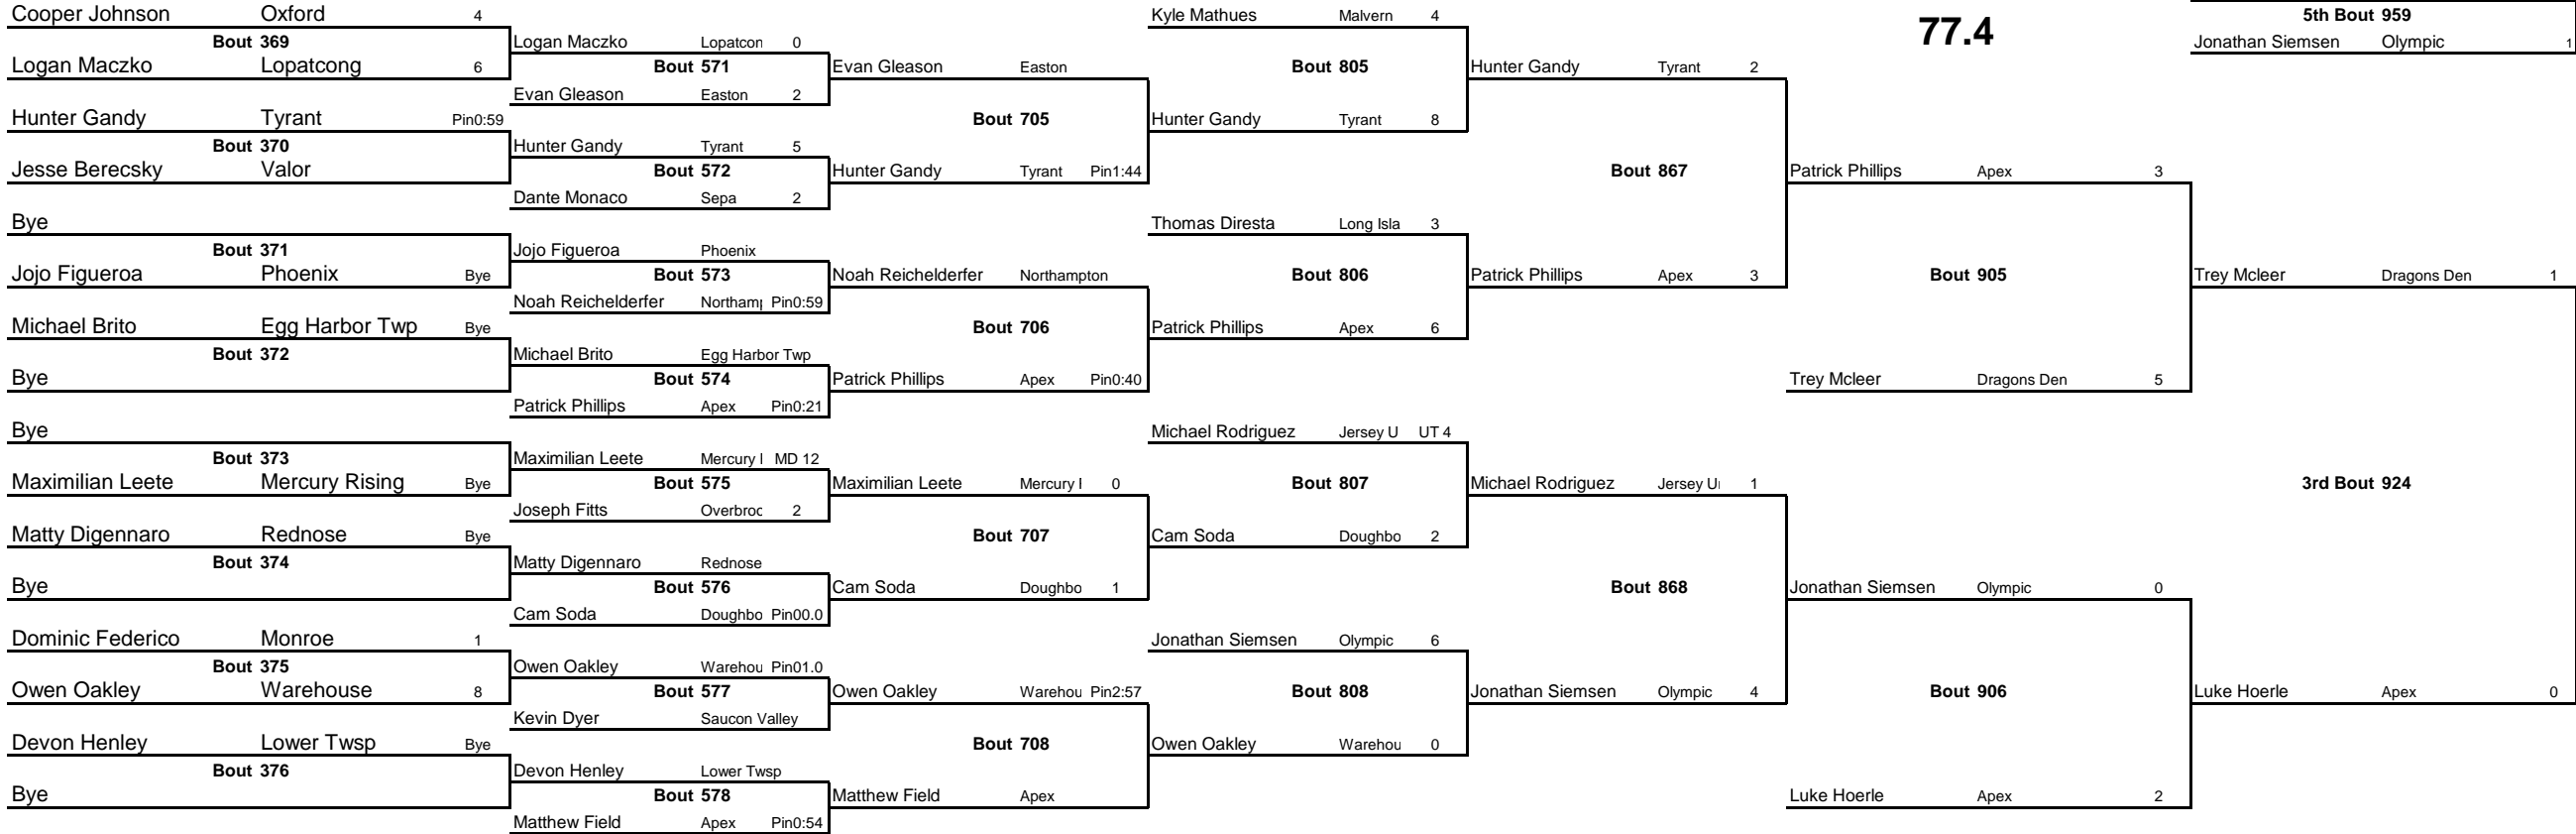 Cooper Johnson Oxford 4
Bout 369
Logan Maczko Lopatcong 6
Hunter Gandy Tyrant Pin0:59
Bout 370
Jesse Berecsky Valor
Bye
Bout 371
Jojo Figueroa Phoenix Bye
Michael Brito Egg Harbor Twp Bye
Bout 372
Bye
Bye
Bout 373
Maximilian Leete Mercury Rising Bye
Matty Digennaro Rednose Bye
Bout 374
Bye
Dominic Federico Monroe 1
Bout 375
Owen Oakley Warehouse 8
Devon Henley Lower Twsp Bye
Bout 376
Bye
Logan Maczko Lopatcon 0
Bout 571
Evan Gleason Easton 2
Hunter Gandy Tyrant 5
Bout 572
Dante Monaco Sepa 2
Jojo Figueroa Phoenix
Bout 573
Noah Reichelderfer Northam Pin0:59
Michael Brito Egg Harbor Twp
Bout 574
Patrick Phillips Apex Pin0:21
Maximilian Leete Mercury MD 12
Bout 575
Joseph Fitts Overbroc 2
Matty Digennaro Rednose
Bout 576
Cam Soda Doughbo Pin00.0
Owen Oakley Warehou Pin01.0
Bout 577
Kevin Dyer Saucon Valley
Devon Henley Lower Twsp
Bout 578
Matthew Field Apex Pin0:54
Evan Gleason Easton
Bout 705
Hunter Gandy Tyrant Pin1:44
Noah Reichelderfer Northampton
Bout 706
Patrick Phillips Apex Pin0:40
Maximilian Leete Mercury 0
Bout 707
Cam Soda Doughbo 1
Owen Oakley Warehou Pin2:57
Bout 708
Matthew Field Apex
Kyle Mathues Malvern 4
Bout 805
Hunter Gandy Tyrant 8
Thomas Diresta Long Isla 3
Bout 806
Patrick Phillips Apex 6
Michael Rodriguez Jersey U UT 4
Bout 807
Cam Soda Doughbo 2
Jonathan Siemsen Olympic 6
Bout 808
Owen Oakley Warehou 0
Hunter Gandy Tyrant 2
Bout 867
Patrick Phillips Apex 3
Michael Rodriguez Jersey U 1
Bout 868
Jonathan Siemsen Olympic 4
77.4
Patrick Phillips Apex 3
Bout 905
Trey Mcleer Dragons Den 5
Jonathan Siemsen Olympic 0
Bout 906
Luke Hoerle Apex 2
5th Bout 959
Jonathan Siemsen Olympic 1
Trey Mcleer Dragons Den 1
3rd Bout 924
Luke Hoerle Apex 0